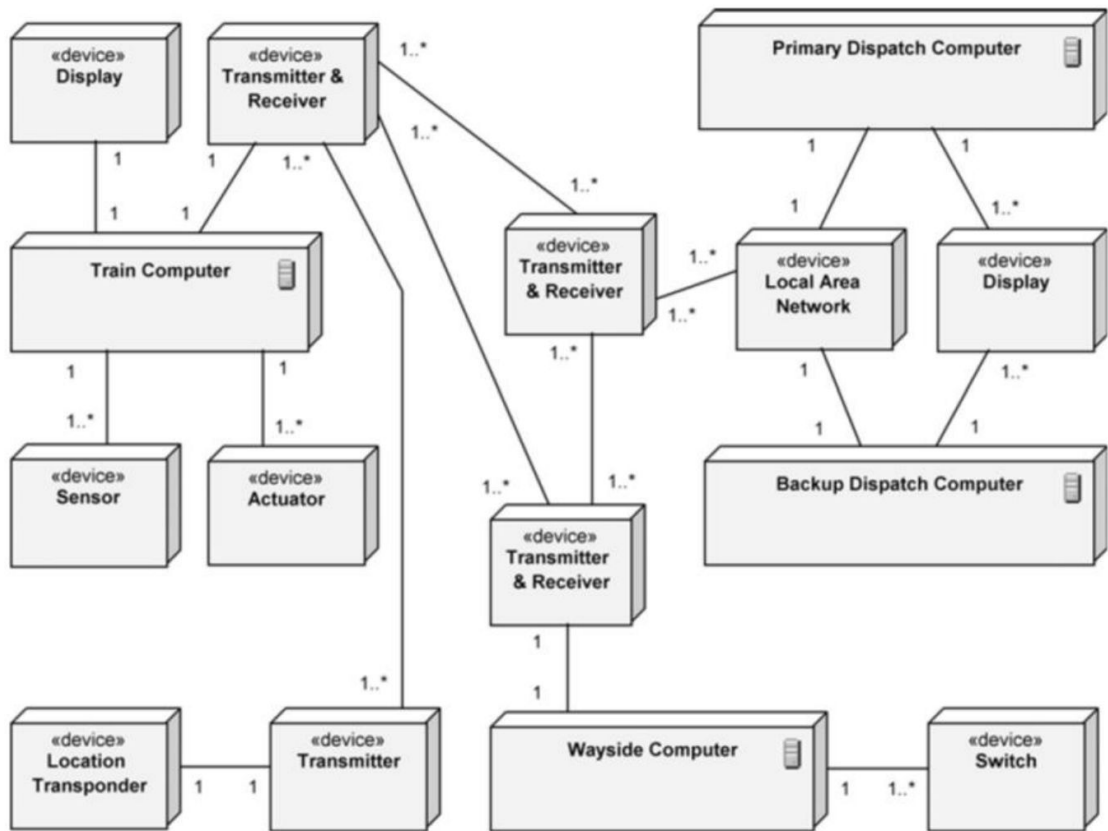 «device»
Display
«device»
Transmitter &
Receiver
1..*
Primary Dispatch Computer
1..*
1
1
1..*
1
1
1
1
1..*
1
1..*
Train Computer
«device»
Transmitter
& Receiver
1..*
1..*
«device»
Local Area
Network
«device»
Display
1
1
1..*
1
1..*
1..*
1..*
1
1
«device»
Sensor
«device»
Actuator
1..*
1..*
Backup Dispatch Computer
«device»
Transmitter
& Receiver
1
1..*
1
«device»
Location
Transponder
1
1
«device»
Transmitter
Wayside Computer
1
1..*
«device»
Switch